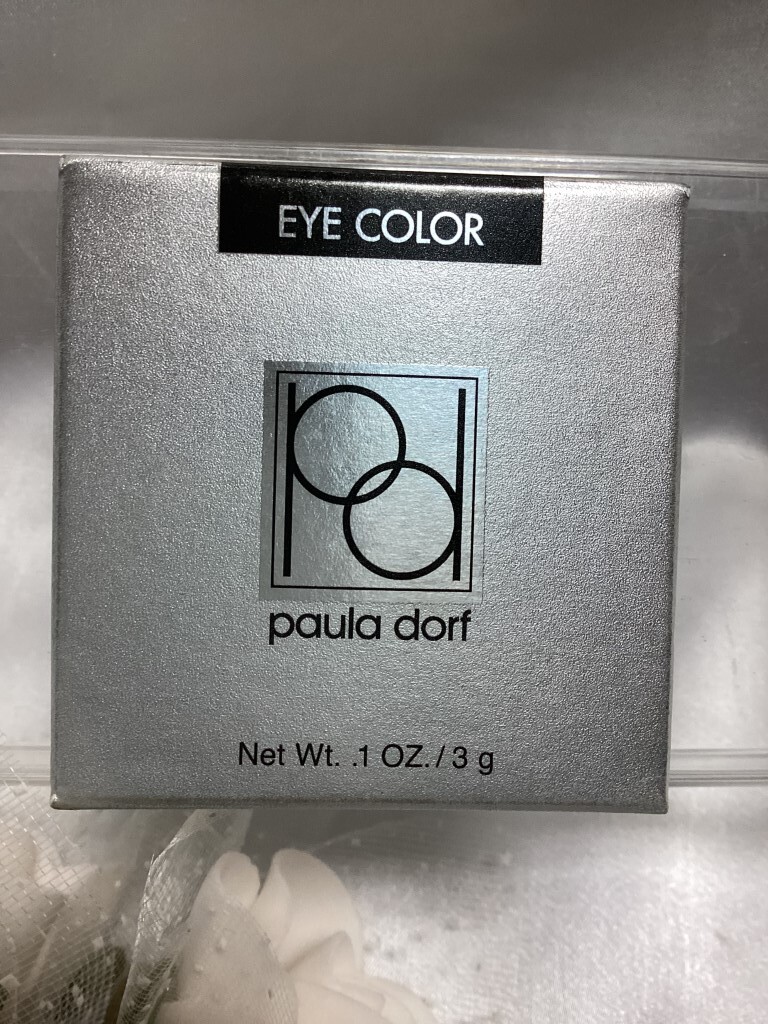 EYE COLOR
pd
paula dorf
Net Wt. .1 OZ./3 g